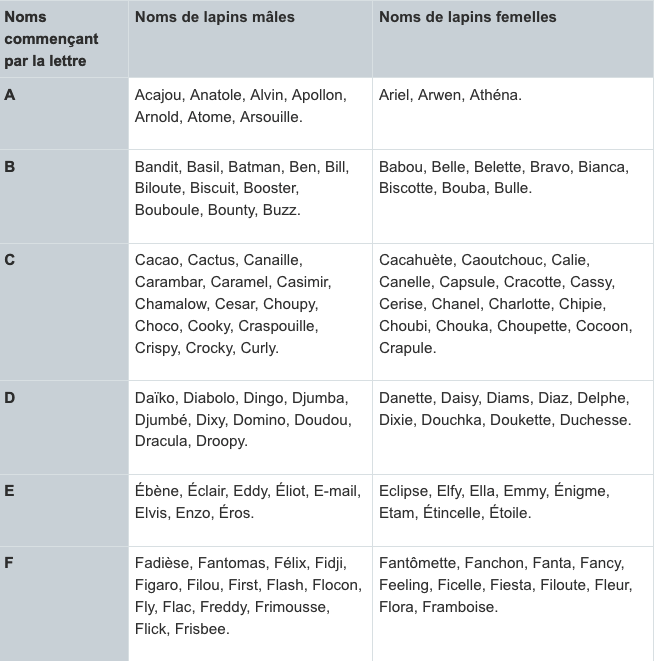 Noms
commençant
par la lettre
Noms de lapins mâles
Noms de lapins femelles
A
Acajou, Anatole, Alvin, Apollon,
Arnold, Atome, Arsouille.
Ariel, Arwen, Athéna.
B
Bandit, Basil, Batman, Ben, Bill,
Biloute, Biscuit, Booster,
Bouboule, Bounty, Buzz.
Babou, Belle, Belette, Bravo, Bianca,
Biscotte, Bouba, Bulle.
C
Cacao, Cactus, Canaille,
Carambar, Caramel, Casimir,
Chamalow, Cesar, Choupy,
Choco, Cooky, Craspouille,
Crispy, Crocky, Curly.
Cacahuète, Caoutchouc, Calie,
Canelle, Capsule, Cracotte, Cassy,
Cerise, Chanel, Charlotte, Chipie,
Choubi, Chouka, Choupette, Cocoon,
Crapule.
D
Daïko, Diabolo, Dingo, Djumba,
Djumbé, Dixy, Domino, Doudou,
Dracula, Droopy.
Danette, Daisy, Diams, Diaz, Delphe,
Dixie, Douchka, Doukette, Duchesse.
E
Ébène, Éclair, Eddy, Éliot, E-mail,
Elvis, Enzo, Éros.
Eclipse, Elfy, Ella, Emmy, Énigme,
Etam, Étincelle, Étoile.
F
Fadièse, Fantomas, Félix, Fidji,
Figaro, Filou, First, Flash, Flocon,
Fly, Flac, Freddy, Frimousse,
Flick, Frisbee.
Fantômette, Fanchon, Fanta, Fancy,
Feeling, Ficelle, Fiesta, Filoute, Fleur,
Flora, Framboise.